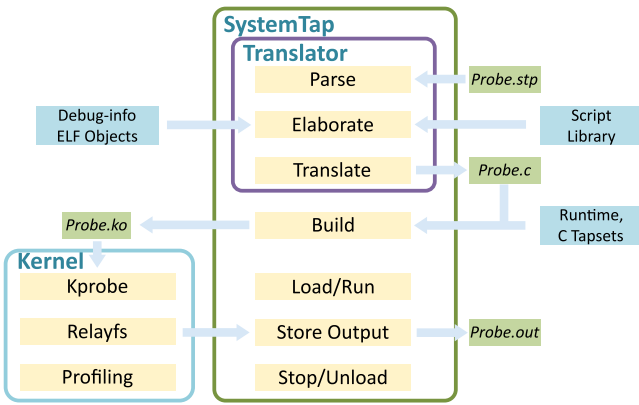 SystemTap
Translator
Parse
Probe.stp
Debug-info
ELF Objects
Elaborate
Script
Library
Translate
Probe.c
Probe.ko
Build
Runtime,
C Tapsets
Kernel
Kprobe
Load/Run
Relayfs
Store Output
Probe.out
Profiling
Stop/Unload